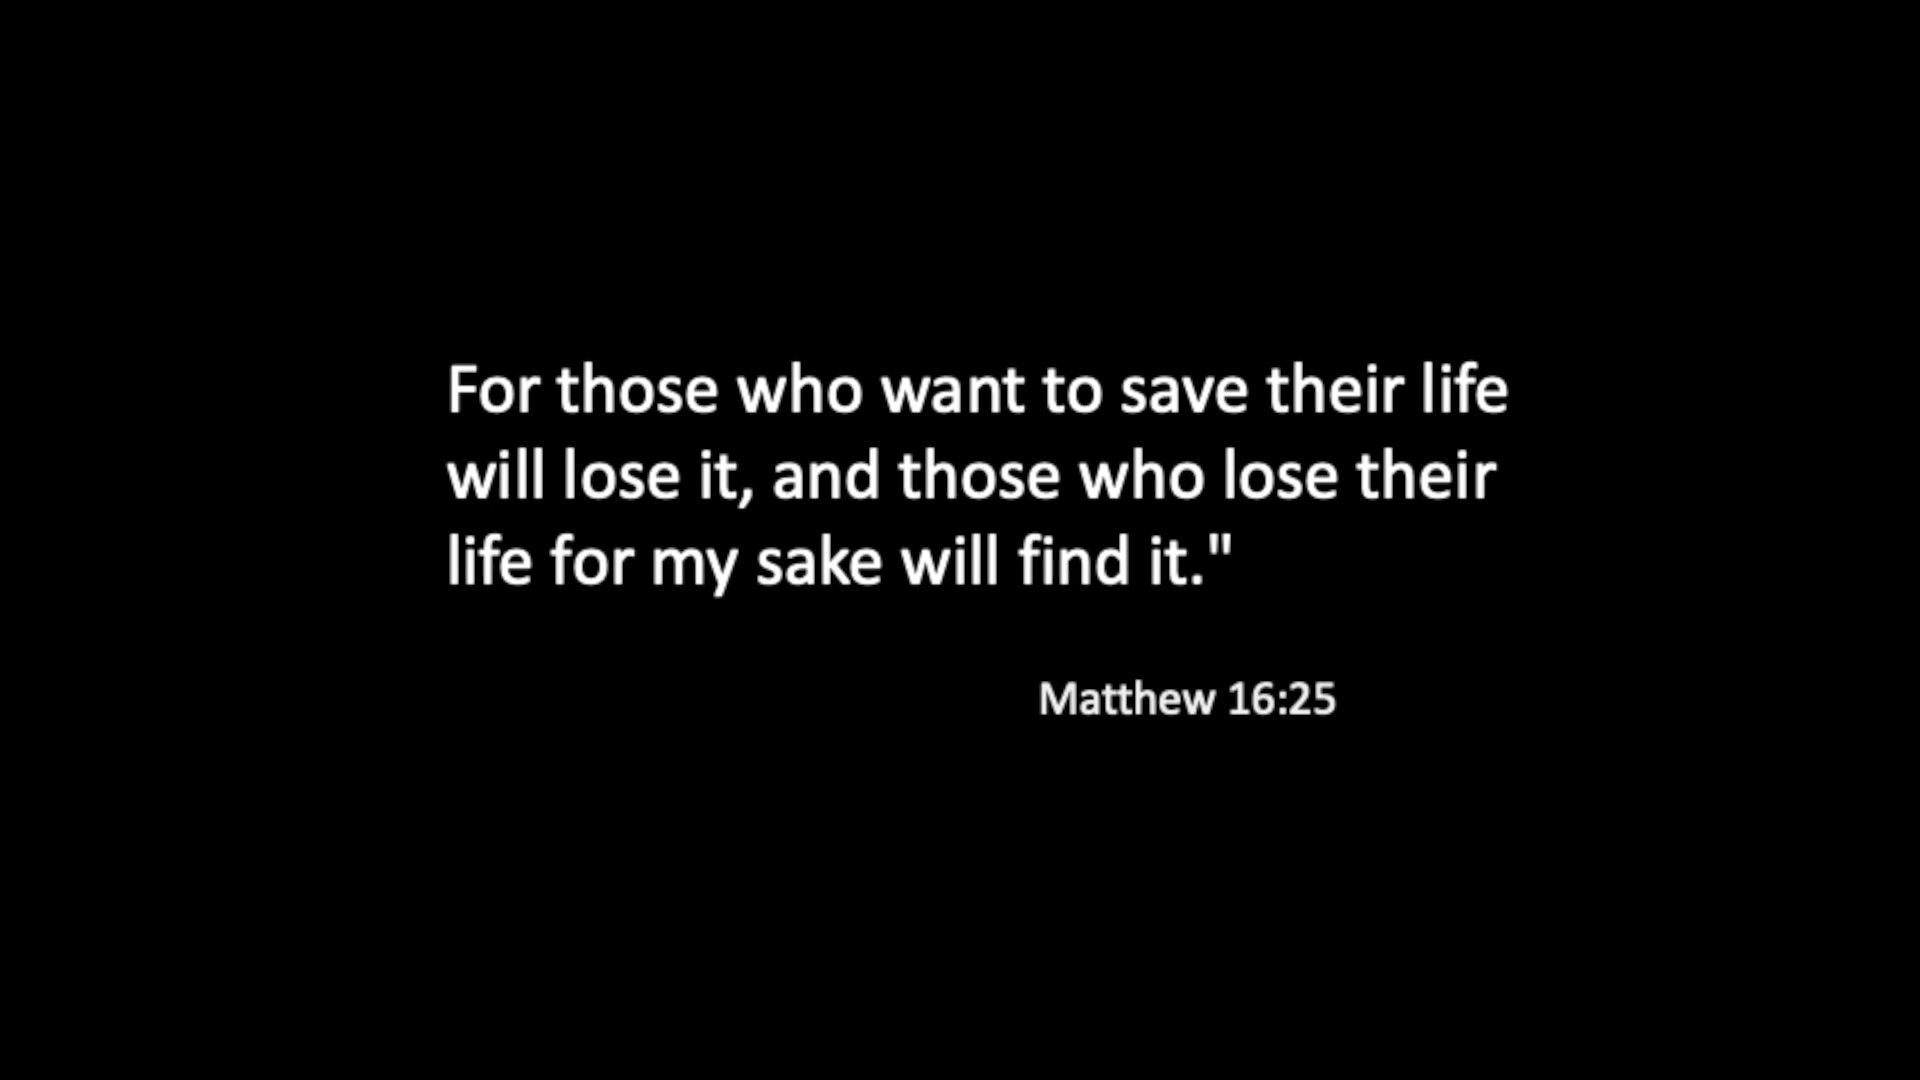 For those who want to save their life
will lose it, and those who lose their
life for my sake will find it."
Matthew 16:25